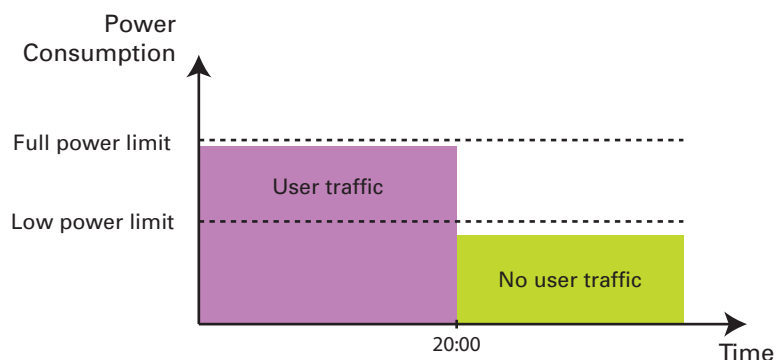 Power
Consumption
Full power limit
User traffic
Low power limit
No user traffic
20:00
Time